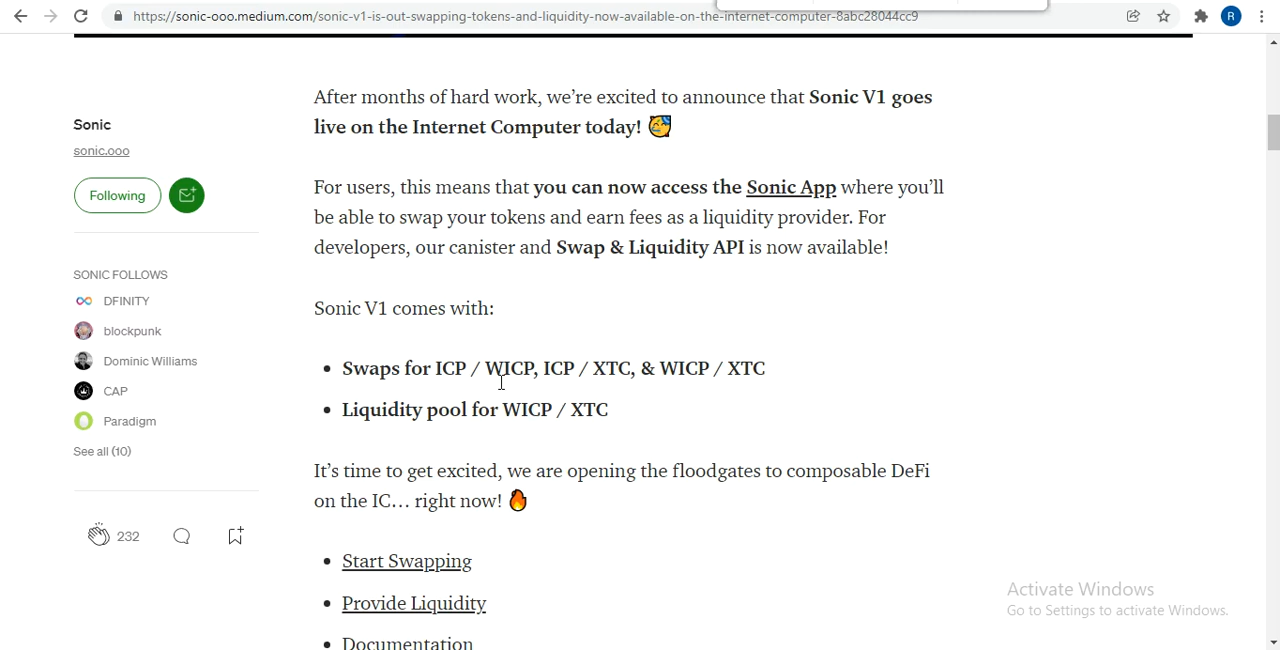 https://sonic-ooo.medium.com/sonic-v1-is-out-swapping-tokens-and-liquidity-now-available-on-the-internet-computer-8abc28044cc9
R
After months of hard work, we're excited to announce that Sonic V1 goes
live on the Internet Computer today!
Sonic
sonic.ooo
Following
For users, this means that you can now access the Sonic App where you'll
be able to swap your tokens and earn fees as a liquidity provider. For
developers, our canister and Swap & Liquidity API is now available!
SONIC FOLLOWS
DFINITY
blockpunk
Dominic Williams
CAP
Paradigm
See all (10)
232
Sonic V1 comes with:
• Swaps for ICP / WICP, ICP / XTC, & WICP / XTC
• Liquidity pool for WICP / XTC
It's time to get excited, we are opening the floodgates to composable DeFi
on the IC… right now!
• Start Swapping
• Provide Liquidity
• Documentation
Activate Windows
Go to Settings to activate Windows.